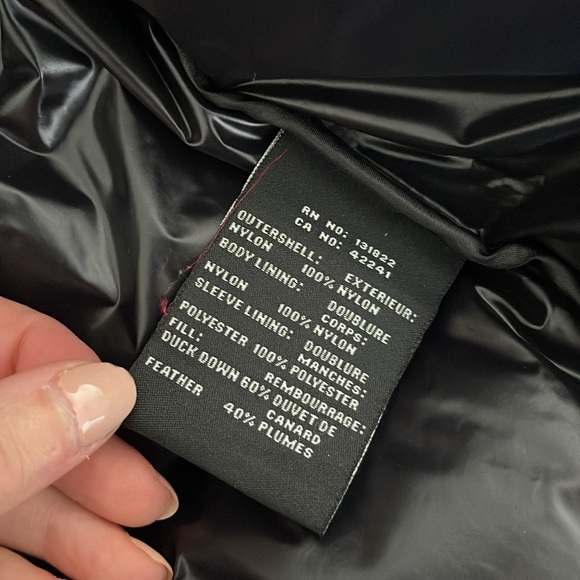 RN NO: 131822
CA NO: 42241
OUTERSHELL: EXTERIEUR:
NYLON 100% NYLON
BODY LINING: DOUBLURE
CORPS:
NYLON 100% NYLON
SLEEVE LINING: DOUBLURE
MANCHES:
POLYESTER 100% POLYESTER
FILL: REMBOURRAGE:
DUCK DOWN 60% DUVET DE
CANARD
FEATHER 40% PLUMES